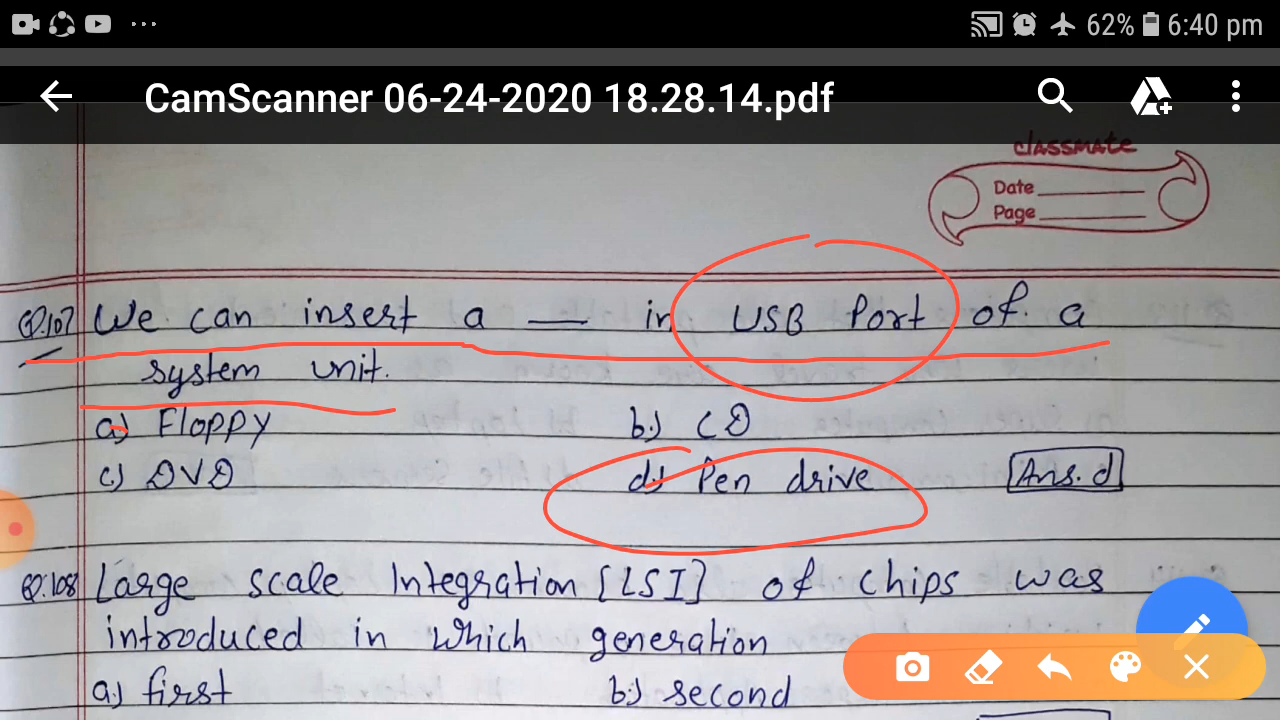 62% 6:40 pm
CamScanner 06-24-2020 18.28.14.pdf
classmate
Date
Page
Q.107 We can insert a — in USB Port of a
system unit.
a) Floppy b) CD
c) DVD d) Pen drive Ans. d
Q.108 Large scale Integration [LSI] of chips was
introduced in which generation
a) first b) second